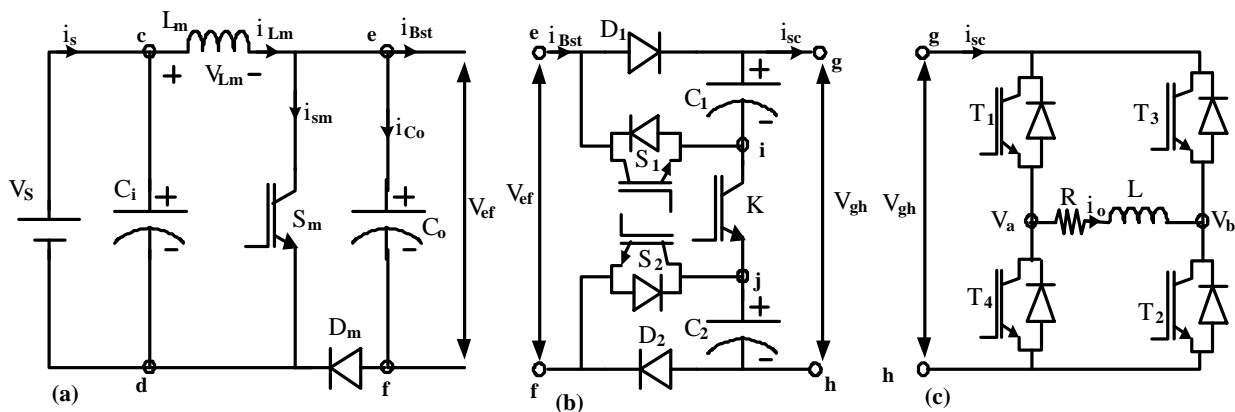 i_s c L_m i_Lm e i_Bst
+ V_Lm −
i_sm
i_Co
V_S
C_i + −
S_m
+ C_o −
V_ef
D_m
(a) d f
e i_Bst D_1 i_sc g
+
C_1 −
S_1 i
V_ef K V_gh
S_2 j
C_2 + −
f (b) D_2 h
g i_sc
T_1 T_3
V_gh V_a R i_o L V_b
T_4 T_2
h (c)